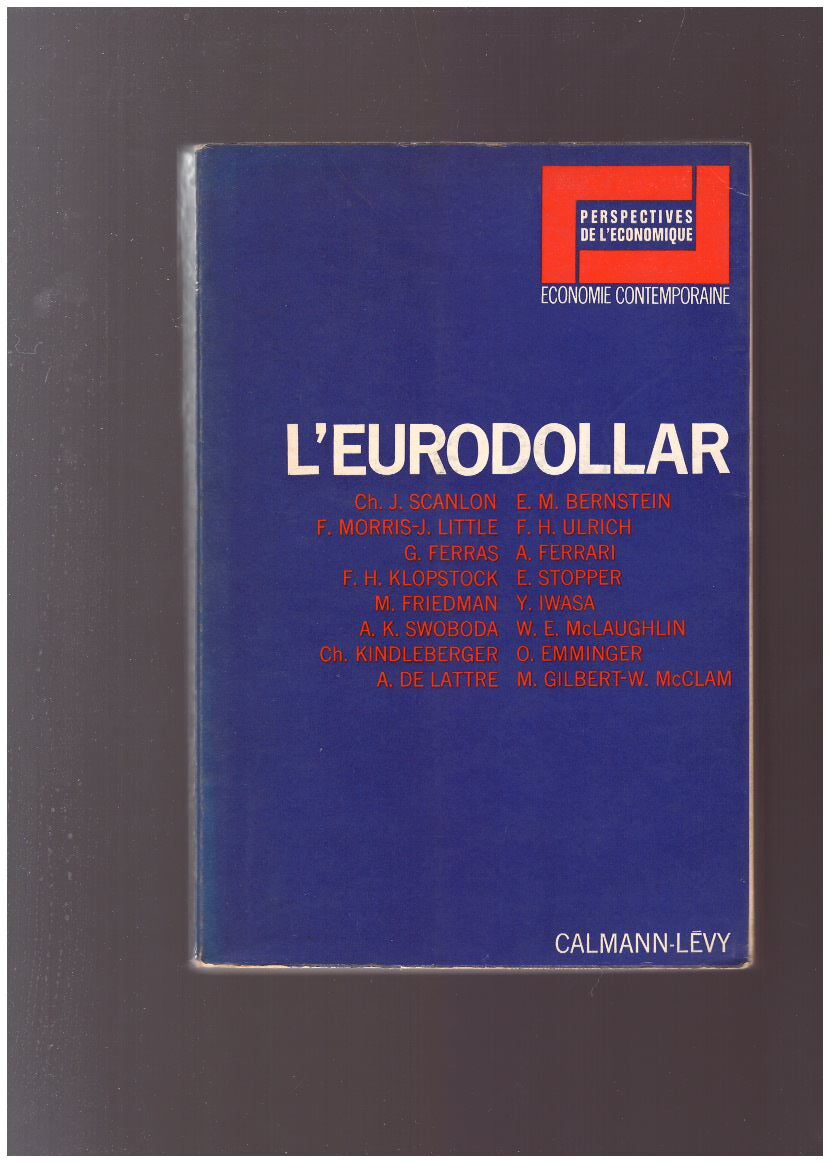 PERSPECTIVES
DE L'ECONOMIQUE
ECONOMIE CONTEMPORAINE
L'EURODOLLAR
Ch. J. SCANLON E. M. BERNSTEIN
F. MORRIS-J. LITTLE F. H. ULRICH
G. FERRAS A. FERRARI
F. H. KLOPSTOCK E. STOPPER
M. FRIEDMAN Y. IWASA
A. K. SWOBODA W. E. McLAUGHLIN
Ch. KINDLEBERGER O. EMMINGER
A. DE LATTRE M. GILBERT-W. McCLAM
CALMANN-LÉVY